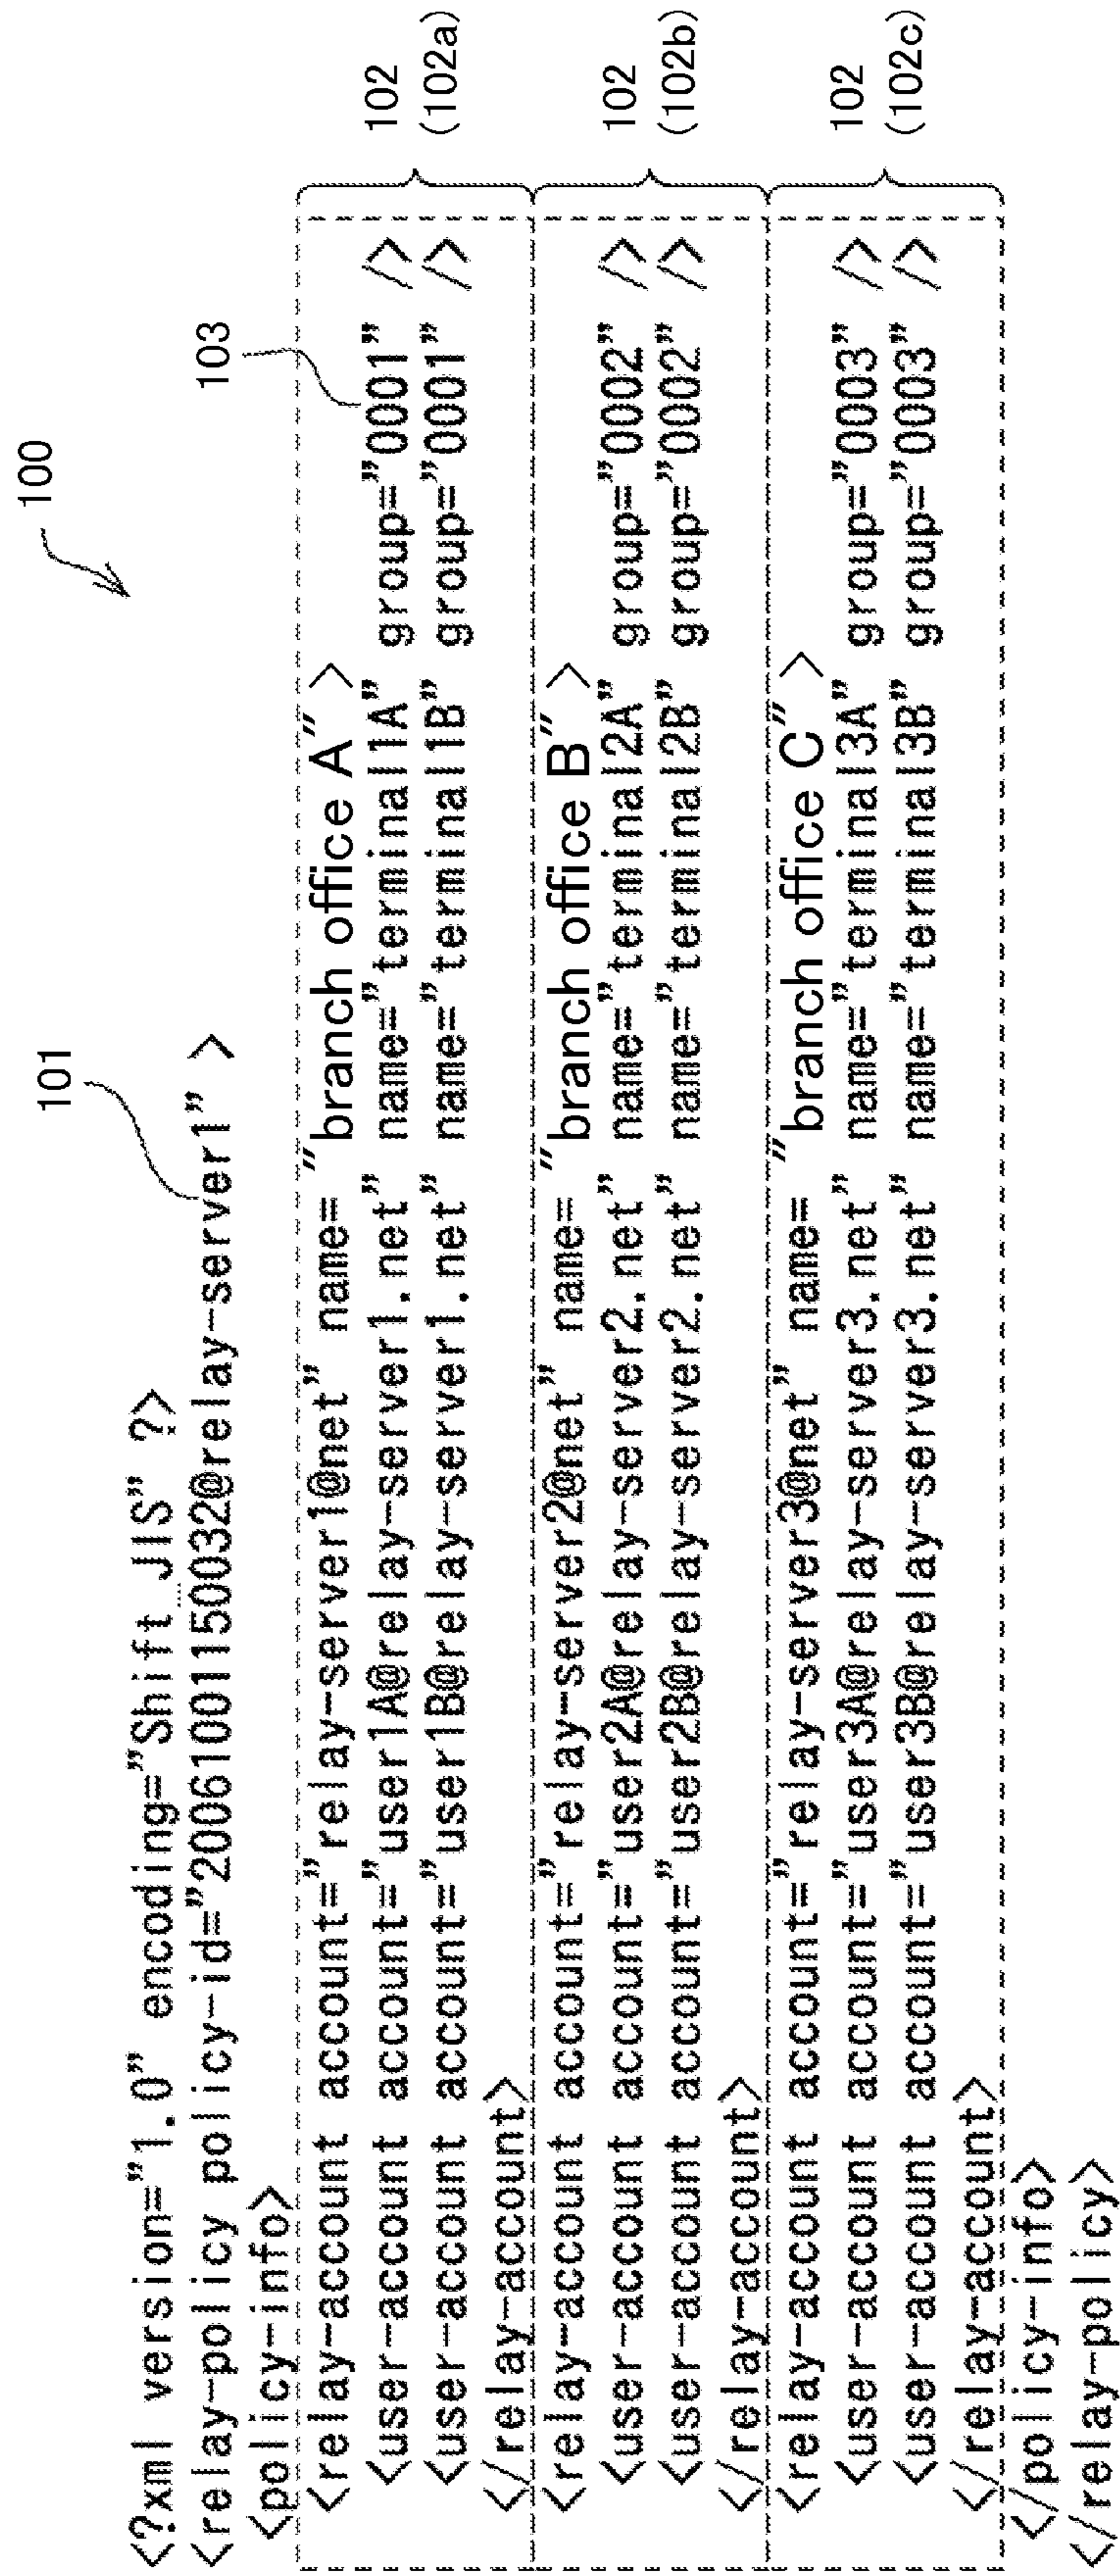 100
101
<?xml version="1.0" encoding="Shift_JIS" ?>
<relay-policy policy-id="20061001150032@relay-server1" >
<policy-info>
103
<relay-account account="relay-server1@net" name="branch office A" >
<user-account account="user1A@relay-server1.net" name="terminal1A" group="0001" />
<user-account account="user1B@relay-server1.net" name="terminal1B" group="0001" />
</relay-account>
102
(102a)
<relay-account account="relay-server2@net" name="branch office B" >
<user-account account="user2A@relay-server2.net" name="terminal2A" group="0002" />
<user-account account="user2B@relay-server2.net" name="terminal2B" group="0002" />
</relay-account>
102
(102b)
<relay-account account="relay-server3@net" name="branch office C" >
<user-account account="user3A@relay-server3.net" name="terminal3A" group="0003" />
<user-account account="user3B@relay-server3.net" name="terminal3B" group="0003" />
</relay-account>
102
(102c)
</policy-info>
</relay-policy>